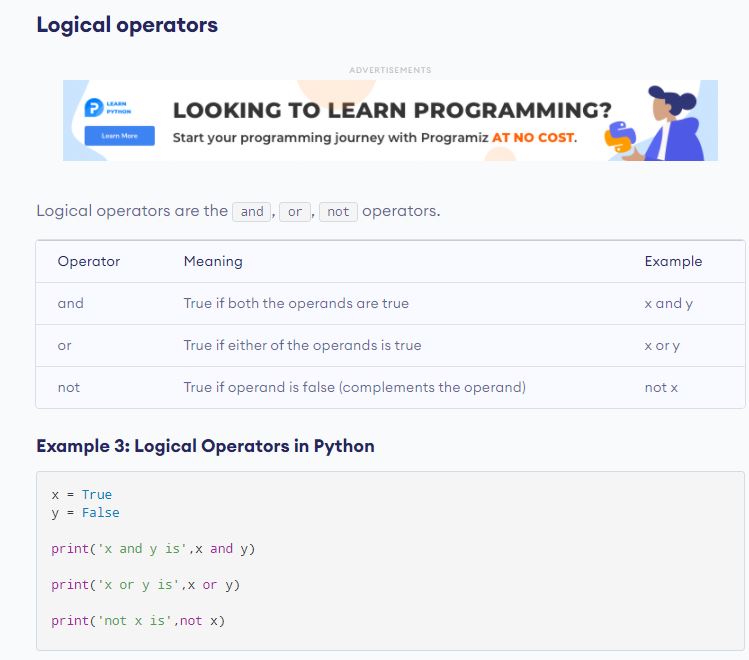 Logical operators
ADVERTISEMENTS
LEARN
PYTHON
Learn More
LOOKING TO LEARN PROGRAMMING?
Start your programming journey with Programiz AT NO COST.
Logical operators are the and, or, not operators.
Operator Meaning Example
and True if both the operands are true x and y
or True if either of the operands is true x or y
not True if operand is false (complements the operand) not x
Example 3: Logical Operators in Python
x = True
y = False
print('x and y is',x and y)
print('x or y is',x or y)
print('not x is',not x)